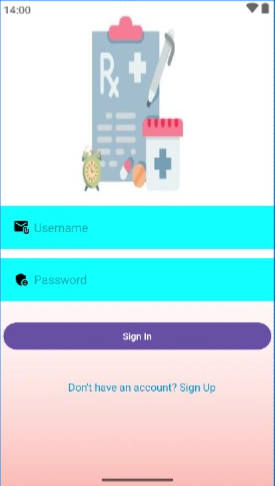 14:00
Rx
Username
Password
Sign In
Don't have an account? Sign Up